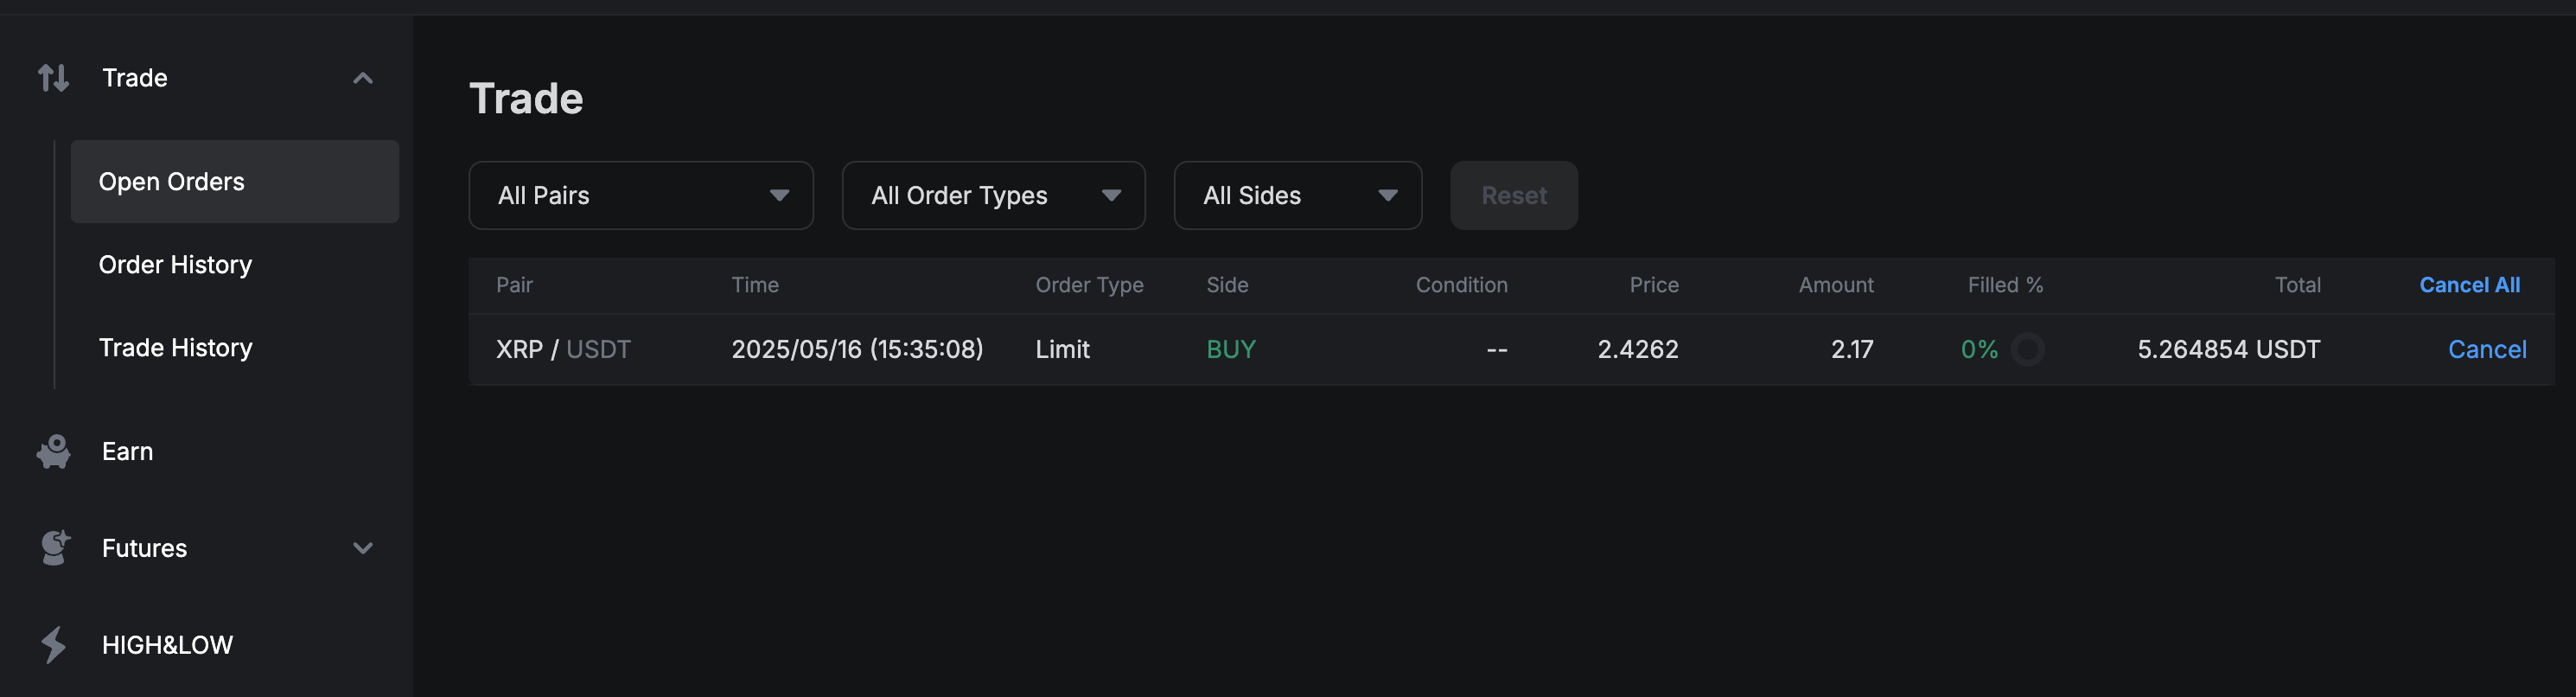 Trade
Open Orders
Order History
Trade History
Earn
Futures
HIGH&LOW
Trade
All Pairs All Order Types All Sides Reset
Pair Time Order Type Side Condition Price Amount Filled % Total Cancel All
XRP / USDT 2025/05/16 (15:35:08) Limit BUY -- 2.4262 2.17 0% 5.264854 USDT Cancel